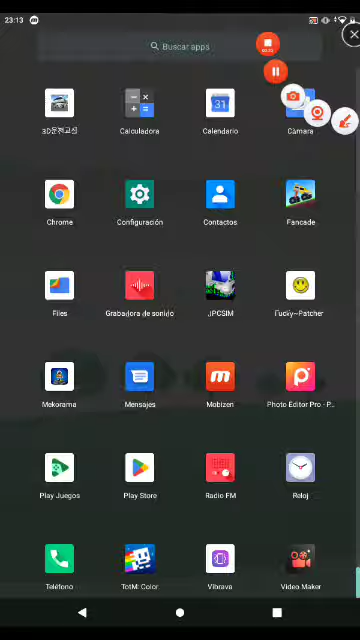 23:13
Buscar apps
3D운전교실
Calculadora
Calendario
Cámara
Chrome
Configuración
Contactos
Fancade
Files
Grabadora de sonido
JPCSIM
Mekorama
Mensajes
Mobizen
Photo Editor Pro - P...
Play Juegos
Play Store
Radio FM
Reloj
Teléfono
TotM: Color
Vibrava
Video Maker